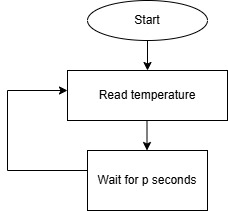 Start
Read temperature
Wait for p seconds